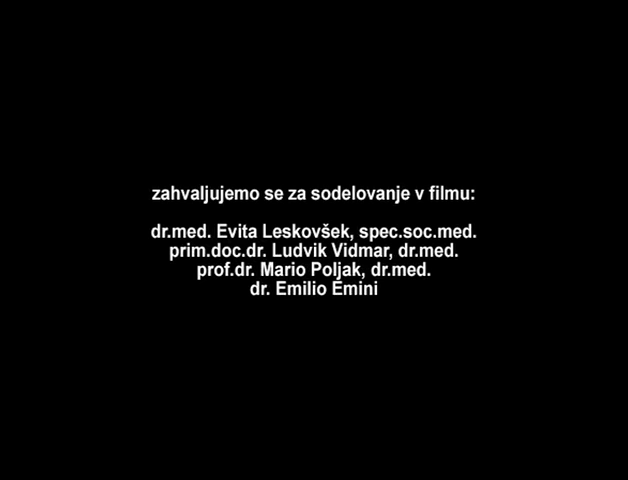 zahvaljujemo se za sodelovanje v filmu:
dr.med. Evita Leskovšek, spec.soc.med.
prim.doc.dr. Ludvik Vidmar, dr.med.
prof.dr. Mario Poljak, dr.med.
dr. Emilio Emini